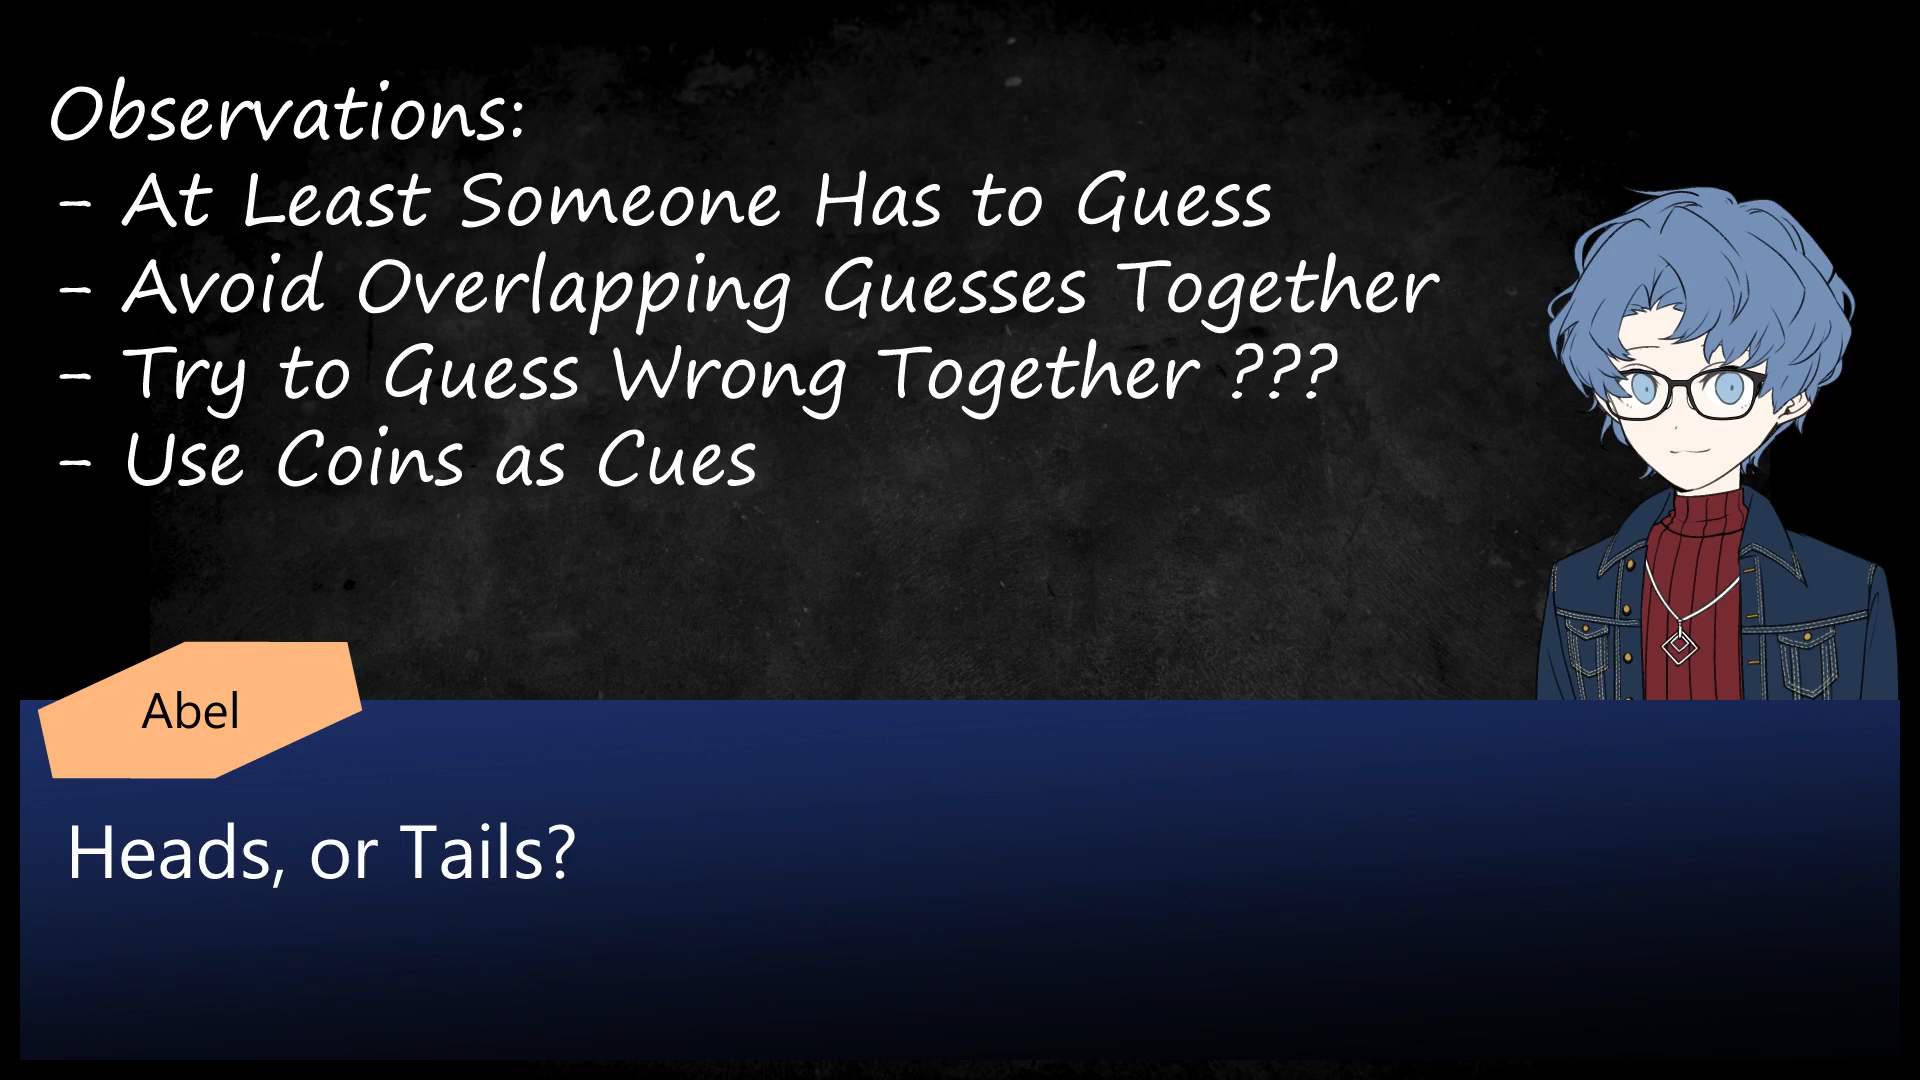 Observations:
- At Least Someone Has to Guess
- Avoid Overlapping Guesses Together
- Try to Guess Wrong Together ???
- Use Coins as Cues
Abel
Heads, or Tails?